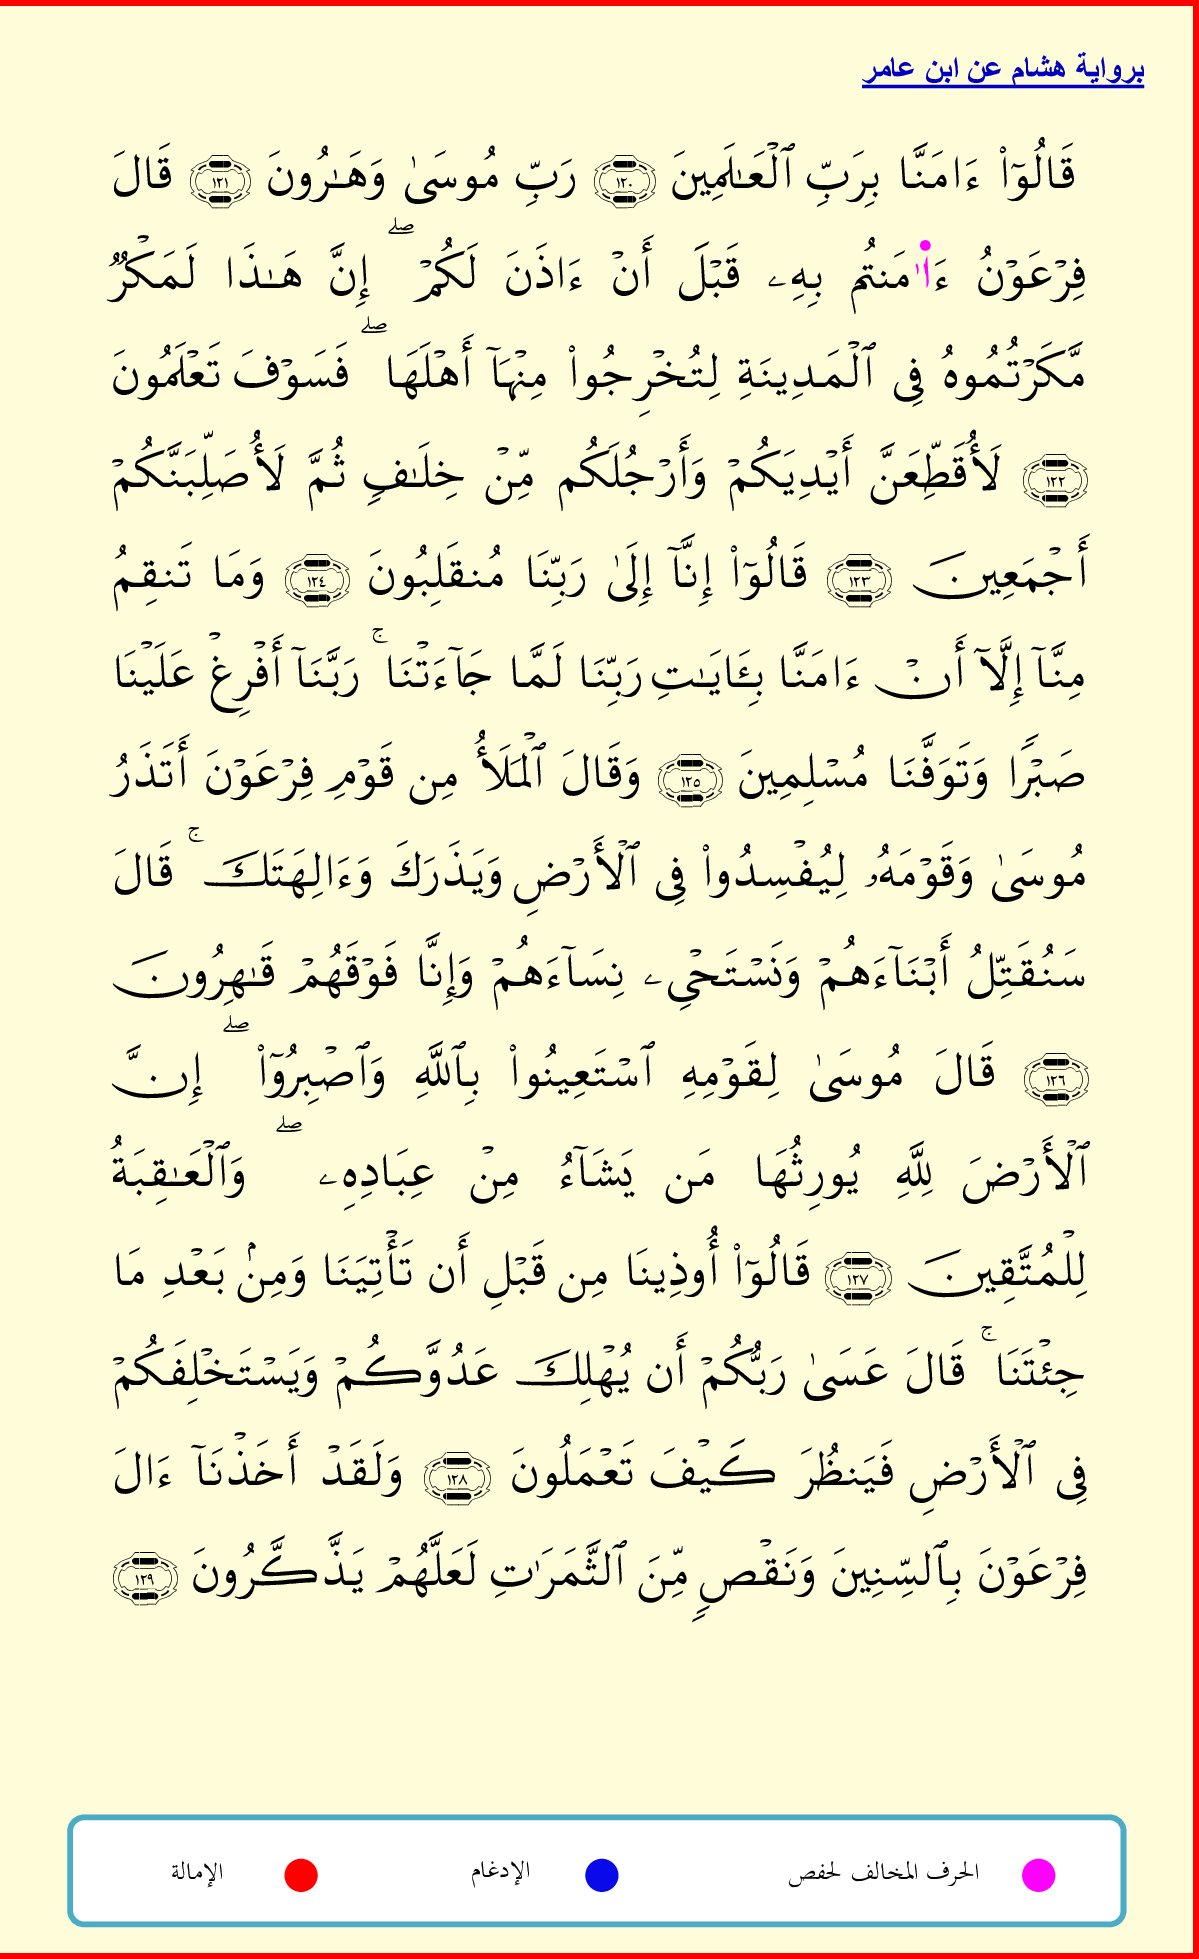 برواية هشام عن ابن عامر
قَالُوٓاْ ءَامَنَّا بِرَبِّ ٱلْعَـٰلَمِينَ ١٢٠ رَبِّ مُوسَىٰ وَهَـٰرُونَ ١٢١ قَالَ
فِرْعَوْنُ ءَا۬مَنتُم بِهِۦ قَبْلَ أَنْ ءَاذَنَ لَكُمْ ۖ إِنَّ هَـٰذَا لَمَكْرٌ
مَّكَرْتُمُوهُ فِى ٱلْمَدِينَةِ لِتُخْرِجُواْ مِنْهَآ أَهْلَهَا ۖ فَسَوْفَ تَعْلَمُونَ
١٢٢ لَأُقَطِّعَنَّ أَيْدِيَكُمْ وَأَرْجُلَكُم مِّنْ خِلَـٰفٍ ثُمَّ لَأُصَلِّبَنَّكُمْ
أَجْمَعِينَ ١٢٣ قَالُوٓاْ إِنَّآ إِلَىٰ رَبِّنَا مُنقَلِبُونَ ١٢٤ وَمَا تَنقِمُ
مِنَّآ إِلَّآ أَنْ ءَامَنَّا بِـَٔايَـٰتِ رَبِّنَا لَمَّا جَآءَتْنَا ۚ رَبَّنَآ أَفْرِغْ عَلَيْنَا
صَبْرًا وَتَوَفَّنَا مُسْلِمِينَ ١٢٥ وَقَالَ ٱلْمَلَأُ مِن قَوْمِ فِرْعَوْنَ أَتَذَرُ
مُوسَىٰ وَقَوْمَهُۥ لِيُفْسِدُواْ فِى ٱلْأَرْضِ وَيَذَرَكَ وَءَالِهَتَكَ ۚ قَالَ
سَنُقَتِّلُ أَبْنَآءَهُمْ وَنَسْتَحْىِۦ نِسَآءَهُمْ وَإِنَّا فَوْقَهُمْ قَـٰهِرُونَ
١٢٦ قَالَ مُوسَىٰ لِقَوْمِهِ ٱسْتَعِينُواْ بِٱللَّهِ وَٱصْبِرُوٓاْ ۖ إِنَّ
ٱلْأَرْضَ لِلَّهِ يُورِثُهَا مَن يَشَآءُ مِنْ عِبَادِهِۦ ۖ وَٱلْعَـٰقِبَةُ
لِلْمُتَّقِينَ ١٢٧ قَالُوٓاْ أُوذِينَا مِن قَبْلِ أَن تَأْتِيَنَا وَمِنۢ بَعْدِ مَا
جِئْتَنَا ۚ قَالَ عَسَىٰ رَبُّكُمْ أَن يُهْلِكَ عَدُوَّكُمْ وَيَسْتَخْلِفَكُمْ
فِى ٱلْأَرْضِ فَيَنظُرَ كَيْفَ تَعْمَلُونَ ١٢٨ وَلَقَدْ أَخَذْنَآ ءَالَ
فِرْعَوْنَ بِٱلسِّنِينَ وَنَقْصٍ مِّنَ ٱلثَّمَرَٰتِ لَعَلَّهُمْ يَذَّكَّرُونَ ١٢٩
الحرف المخالف لحفص الإدغام الإمالة